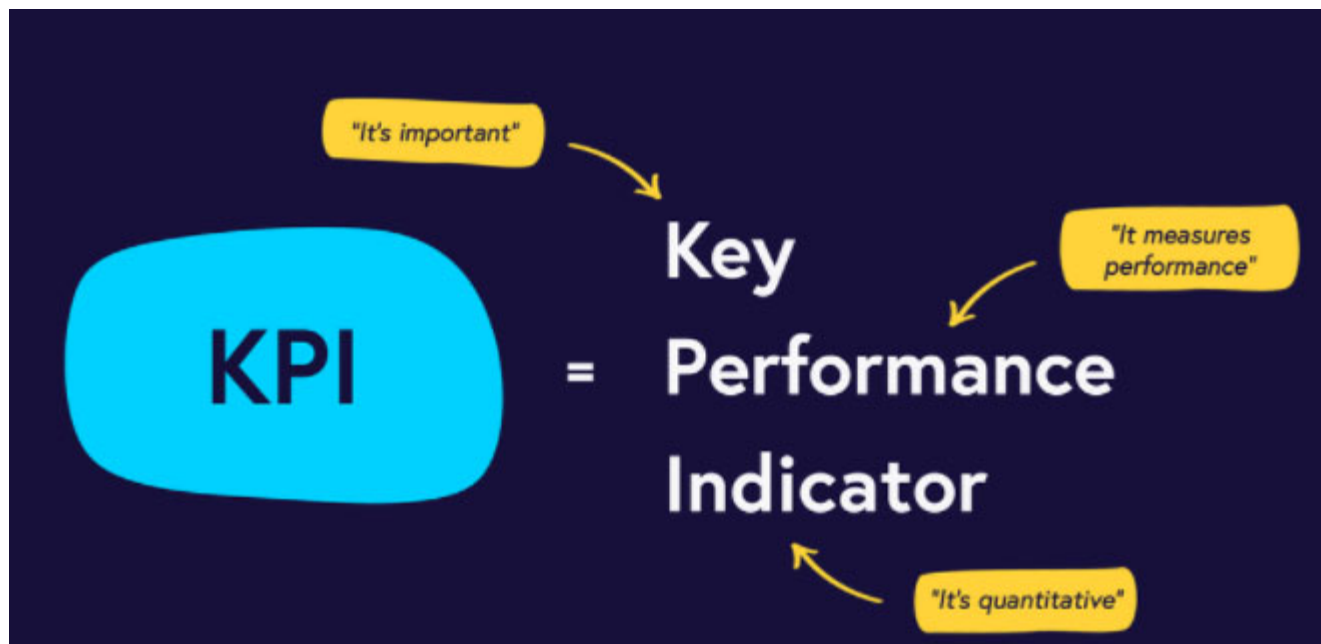 "It's important"
Key
"It measures
performance"
KPI
=
Performance
Indicator
"It's quantitative"